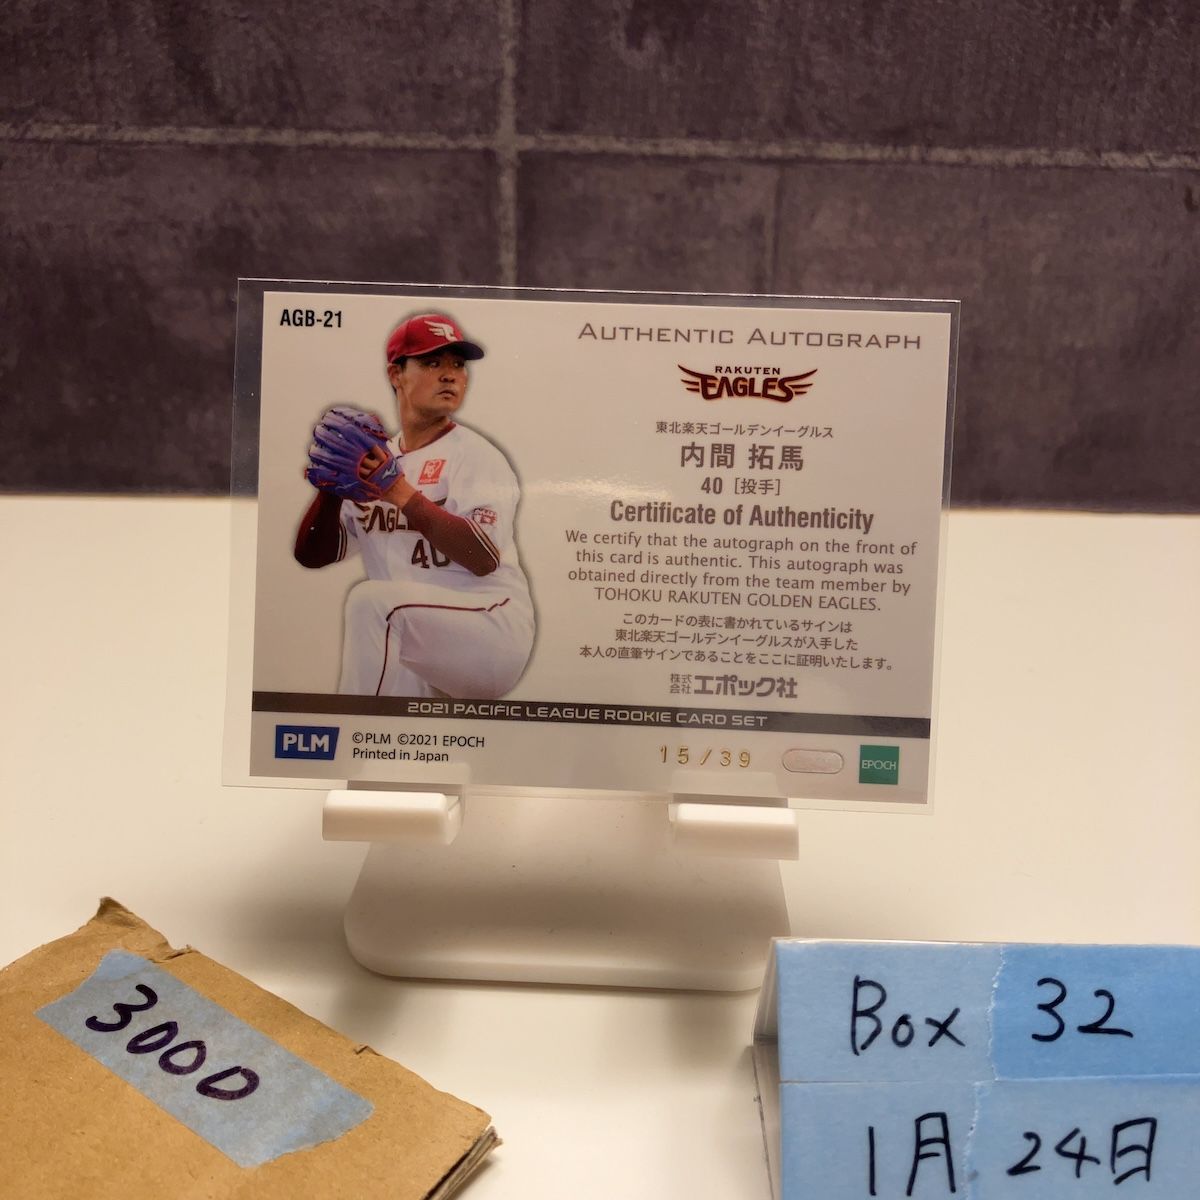 AGB-21
AUTHENTIC AUTOGRAPH
RAKUTEN
EAGLES
東北楽天ゴールデンイーグルス
内間 拓馬
40 [投手]
Certificate of Authenticity
We certify that the autograph on the front of
this card is authentic. This autograph was
obtained directly from the team member by
TOHOKU RAKUTEN GOLDEN EAGLES.
このカードの表に書かれているサインは
東北楽天ゴールデンイーグルスが入手した
本人の直筆サインであることをここに証明いたします。
株式会社エポック社
40
2021 PACIFIC LEAGUE ROOKIE CARD SET
PLM
©PLM ©2021 EPOCH
Printed in Japan
15/39
EPOCH
3000
Box 32
1月 24日